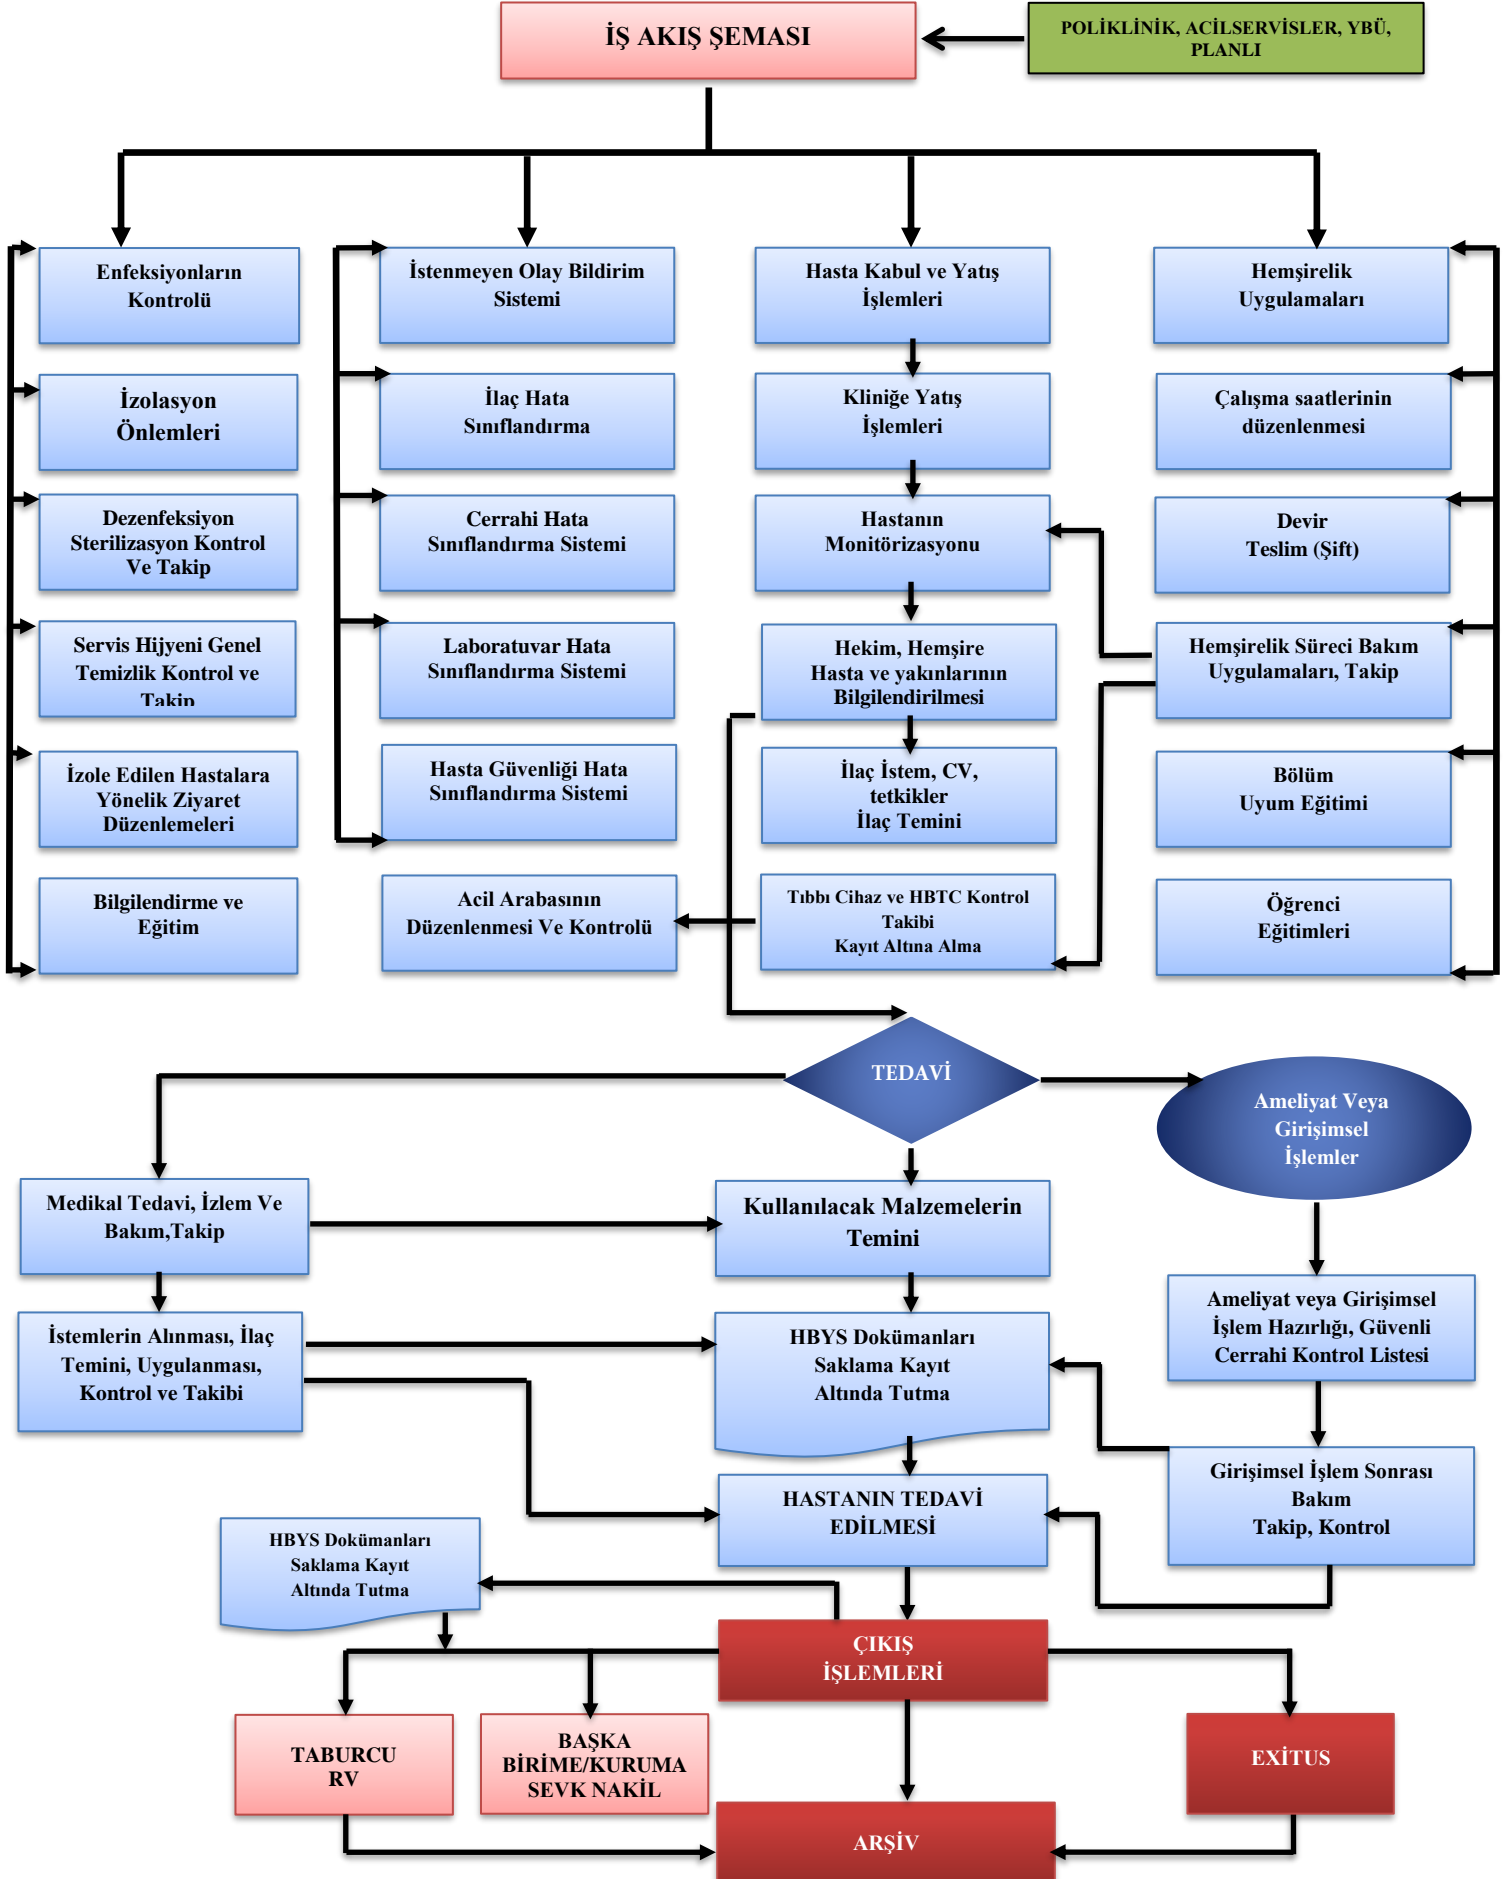 İŞ AKIŞ ŞEMASI
POLİKLİNİK, ACİLSERVİSLER, YBÜ,
PLANLI
Enfeksiyonların
Kontrolü
İzolasyon
Önlemleri
Dezenfeksiyon
Sterilizasyon Kontrol
Ve Takip
Servis Hijyeni Genel
Temizlik Kontrol ve
Takip
İzole Edilen Hastalara
Yönelik Ziyaret
Düzenlemeleri
Bilgilendirme ve
Eğitim
İstenmeyen Olay Bildirim
Sistemi
İlaç Hata
Sınıflandırma
Cerrahi Hata
Sınıflandırma Sistemi
Laboratuvar Hata
Sınıflandırma Sistemi
Hasta Güvenliği Hata
Sınıflandırma Sistemi
Acil Arabasının
Düzenlenmesi Ve Kontrolü
Hasta Kabul ve Yatış
İşlemleri
Kliniğe Yatış
İşlemleri
Hastanın
Monitörizasyonu
Hekim, Hemşire
Hasta ve yakınlarının
Bilgilendirilmesi
İlaç İstem, CV,
tetkikler
İlaç Temini
Tıbbı Cihaz ve HBTC Kontrol
Takibi
Kayıt Altına Alma
Hemşirelik
Uygulamaları
Çalışma saatlerinin
düzenlenmesi
Devir
Teslim (Şift)
Hemşirelik Süreci Bakım
Uygulamaları, Takip
Bölüm
Uyum Eğitimi
Öğrenci
Eğitimleri
TEDAVİ
Ameliyat Veya
Girişimsel
İşlemler
Medikal Tedavi, İzlem Ve
Bakım,Takip
Kullanılacak Malzemelerin
Temini
İstemlerin Alınması, İlaç
Temini, Uygulanması,
Kontrol ve Takibi
HBYS Dokümanları
Saklama Kayıt
Altında Tutma
Ameliyat veya Girişimsel
İşlem Hazırlığı, Güvenli
Cerrahi Kontrol Listesi
Girişimsel İşlem Sonrası
Bakım
Takip, Kontrol
HASTANIN TEDAVİ
EDİLMESİ
HBYS Dokümanları
Saklama Kayıt
Altında Tutma
ÇIKIŞ
İŞLEMLERİ
TABURCU
RV
BAŞKA
BİRİME/KURUMA
SEVK NAKİL
EXİTUS
ARŞİV